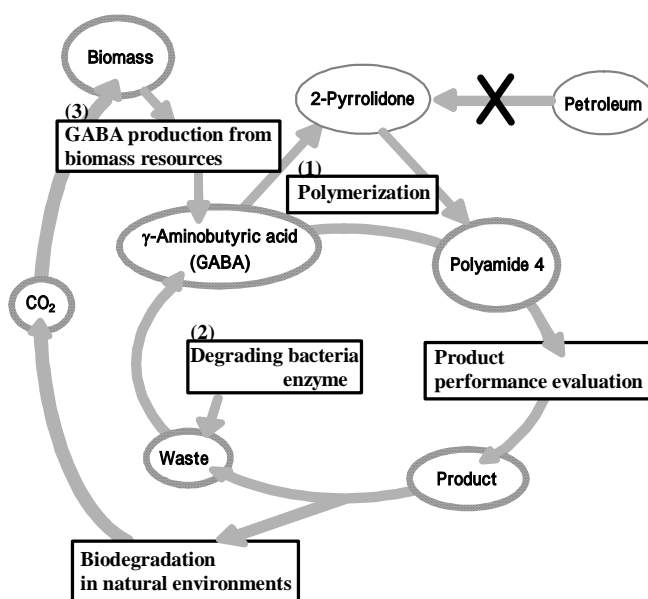 Biomass
2-Pyrrolidone
Petroleum
(3)
GABA production from
biomass resources
(1)
Polymerization
γ-Aminobutyric acid
(GABA)
Polyamide 4
CO₂
(2)
Degrading bacteria
enzyme
Product
performance evaluation
Waste
Product
Biodegradation
in natural environments